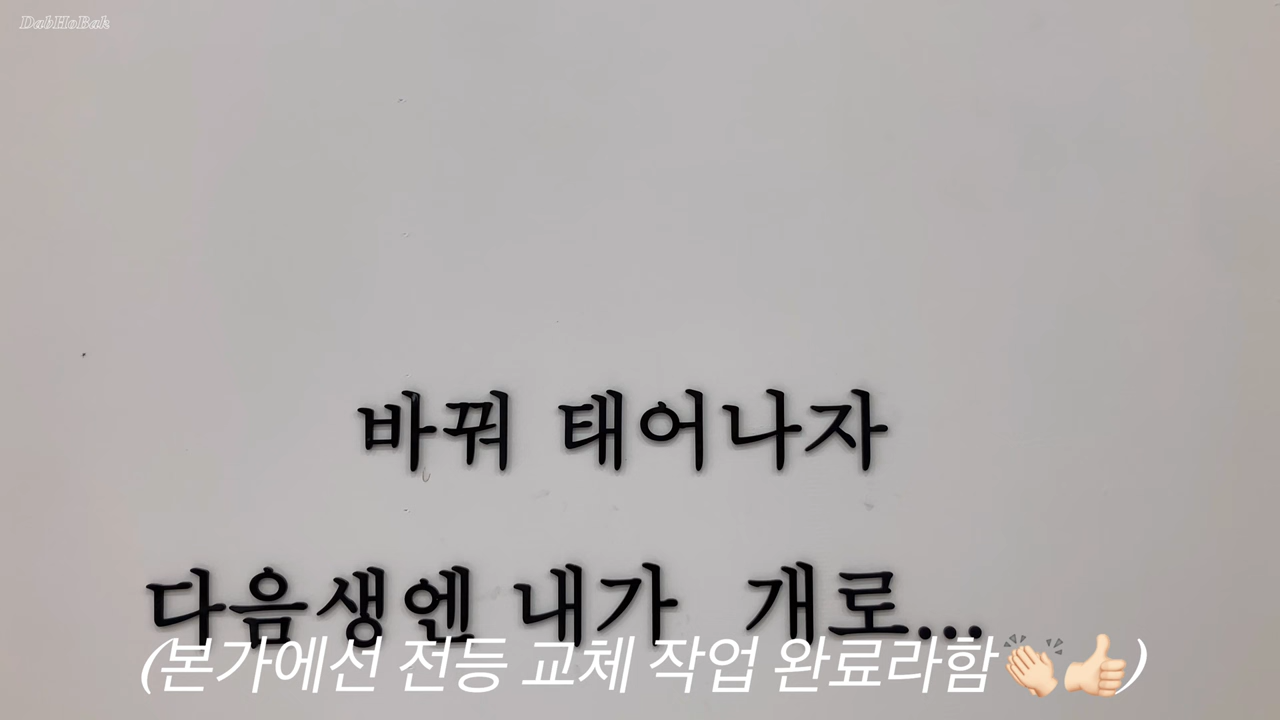 DabHoBak
바꿔 태어나자
다음생엔 내가 개로...
(본가에선 전등 교체 작업 완료라함👏🏻👍🏻)